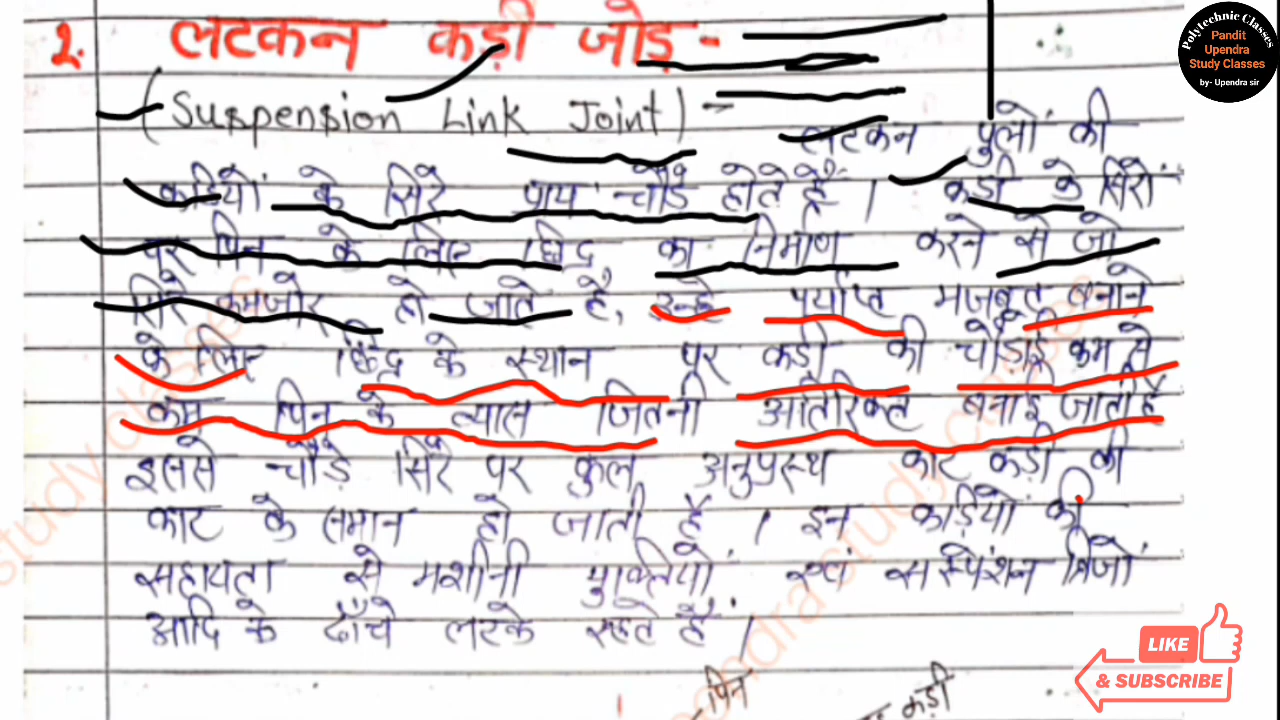 Polytechnic Classes
Pandit
Upendra
Study Classes
by- Upendra sir
2. लटकन कड़ी जोड़ -
(Suspension Link Joint) -
लटकन पुलों की
कड़ियों के सिरे प्राय: चौडे होते हैं। कडी के सिरों
पर पिन के लिए छिद्र का निर्माण करने से जो
सिरे कमजोर हो जाते है, इन्हे पर्याप्त मजबूत बनाने
के लिए छिद्र के स्थान पर कडी की चौड़ाई कम से
कम पिन के व्यास जितनी अतिरिक्त बनाई जाती है
इससे चौड़े सिरे पर कुल अनुप्रस्थ काट कड़ी की
काट के समान हो जाती है। इन कड़ियों की
सहायता से मशीनी युक्तियों एवं सस्पेंशन ब्रिजों
आदि के ढाँचे लटके रहते हैं।
पिन
कड़ी
LIKE
& SUBSCRIBE